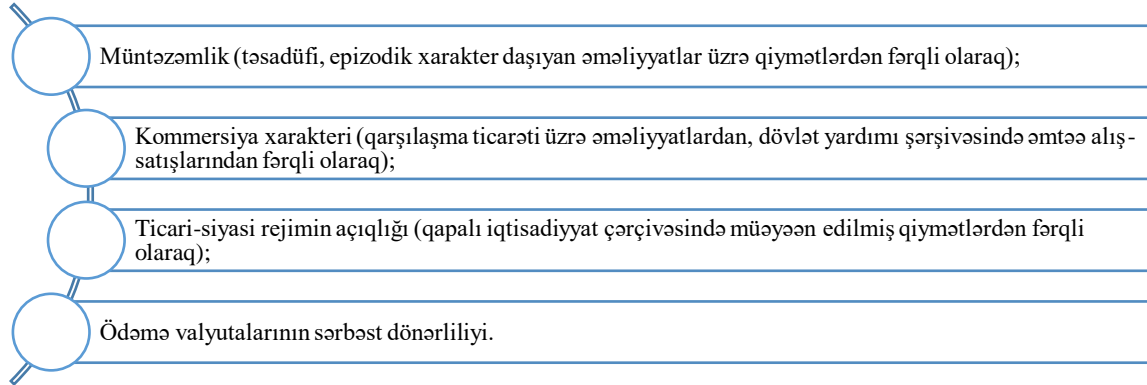 Müntəzəmlik (təsadüfi, epizodik xarakter daşıyan əməliyyatlar üzrə qiymətlərdən fərqli olaraq);
Kommersiya xarakteri (qarşılaşma ticarəti üzrə əməliyyatlardan, dövlət yardımı şərşivəsində əmtəə alış-
satışlarından fərqli olaraq);
Ticari-siyasi rejimin açıqlığı (qapalı iqtisadiyyat çərçivəsində müəyəən edilmiş qiymətlərdən fərqli
olaraq);
Ödəmə valyutalarının sərbəst dönərliliyi.